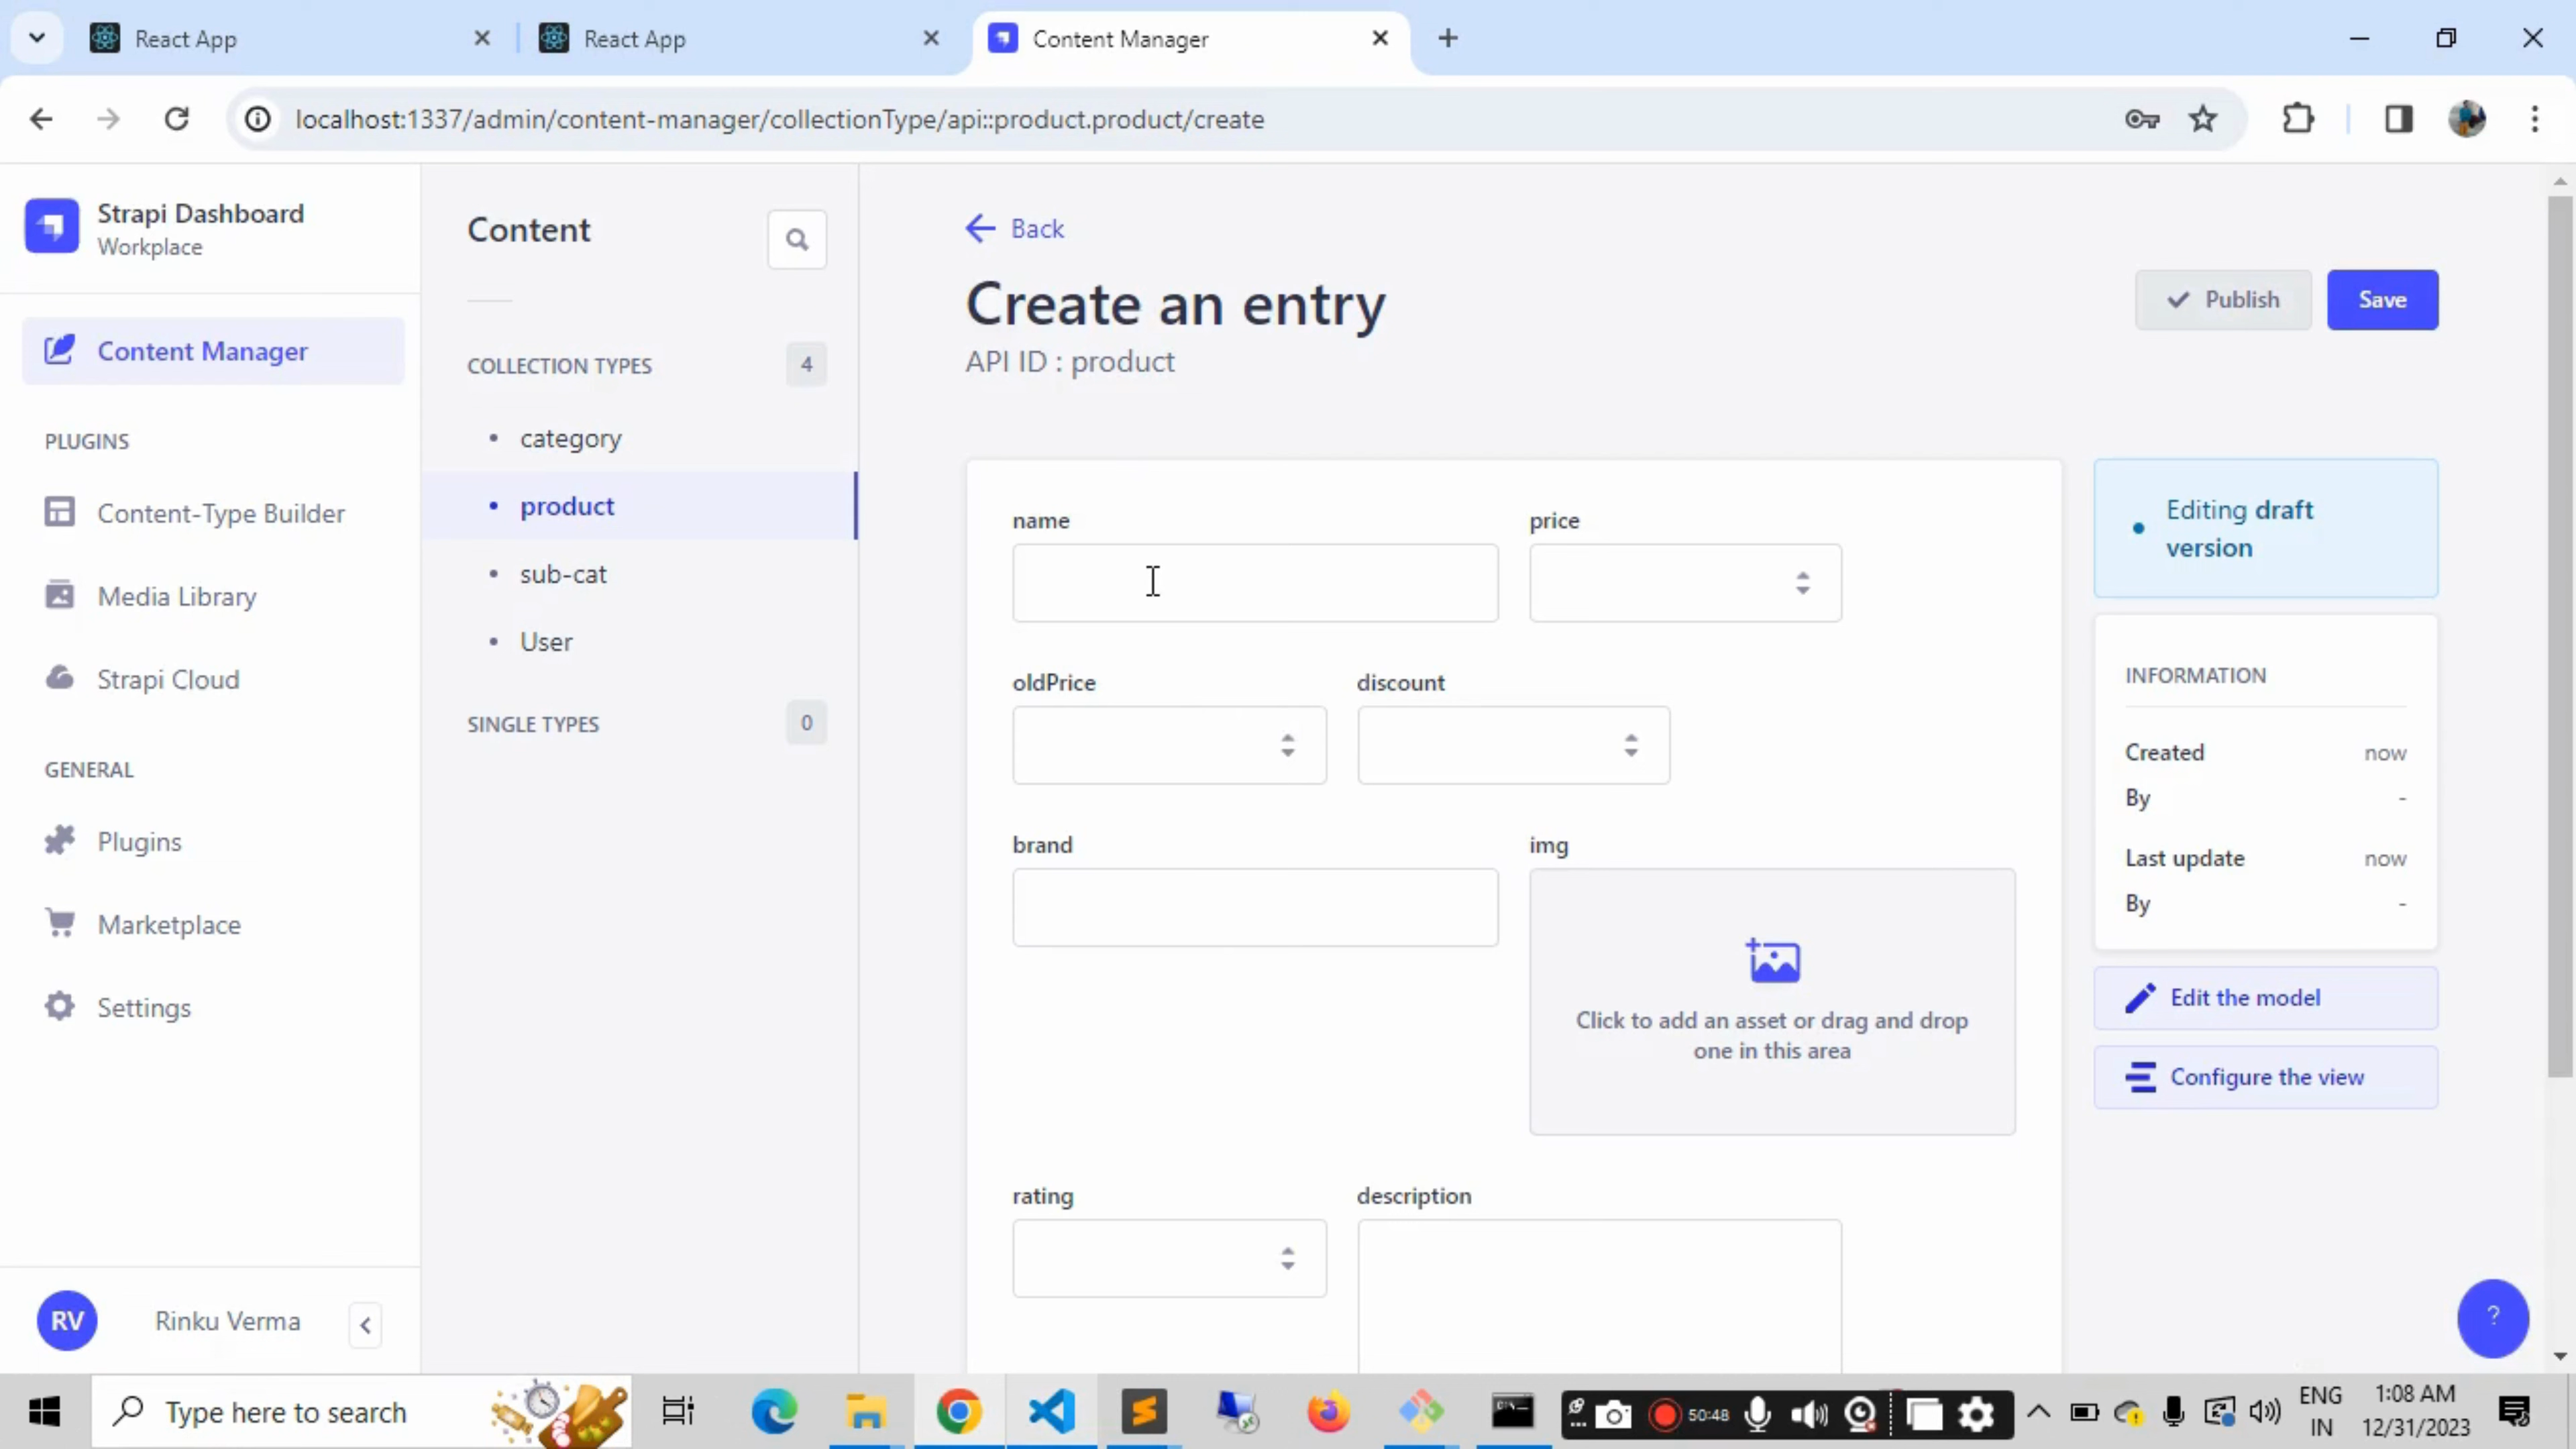 React App
React App
Content Manager
localhost:1337/admin/content-manager/collectionType/api::product.product/create
Strapi Dashboard
Workplace
Content Manager
PLUGINS
Content-Type Builder
Media Library
Strapi Cloud
GENERAL
Plugins
Marketplace
Settings
RV
Rinku Verma
Content
COLLECTION TYPES
4
category
product
sub-cat
User
SINGLE TYPES
0
Back
Create an entry
API ID : product
Publish
Save
name
price
oldPrice
discount
brand
img
Click to add an asset or drag and drop
one in this area
rating
description
Editing draft
version
INFORMATION
Created
now
By
-
Last update
now
By
-
Edit the model
Configure the view
?
Type here to search
50:48
ENG
IN
1:08 AM
12/31/2023